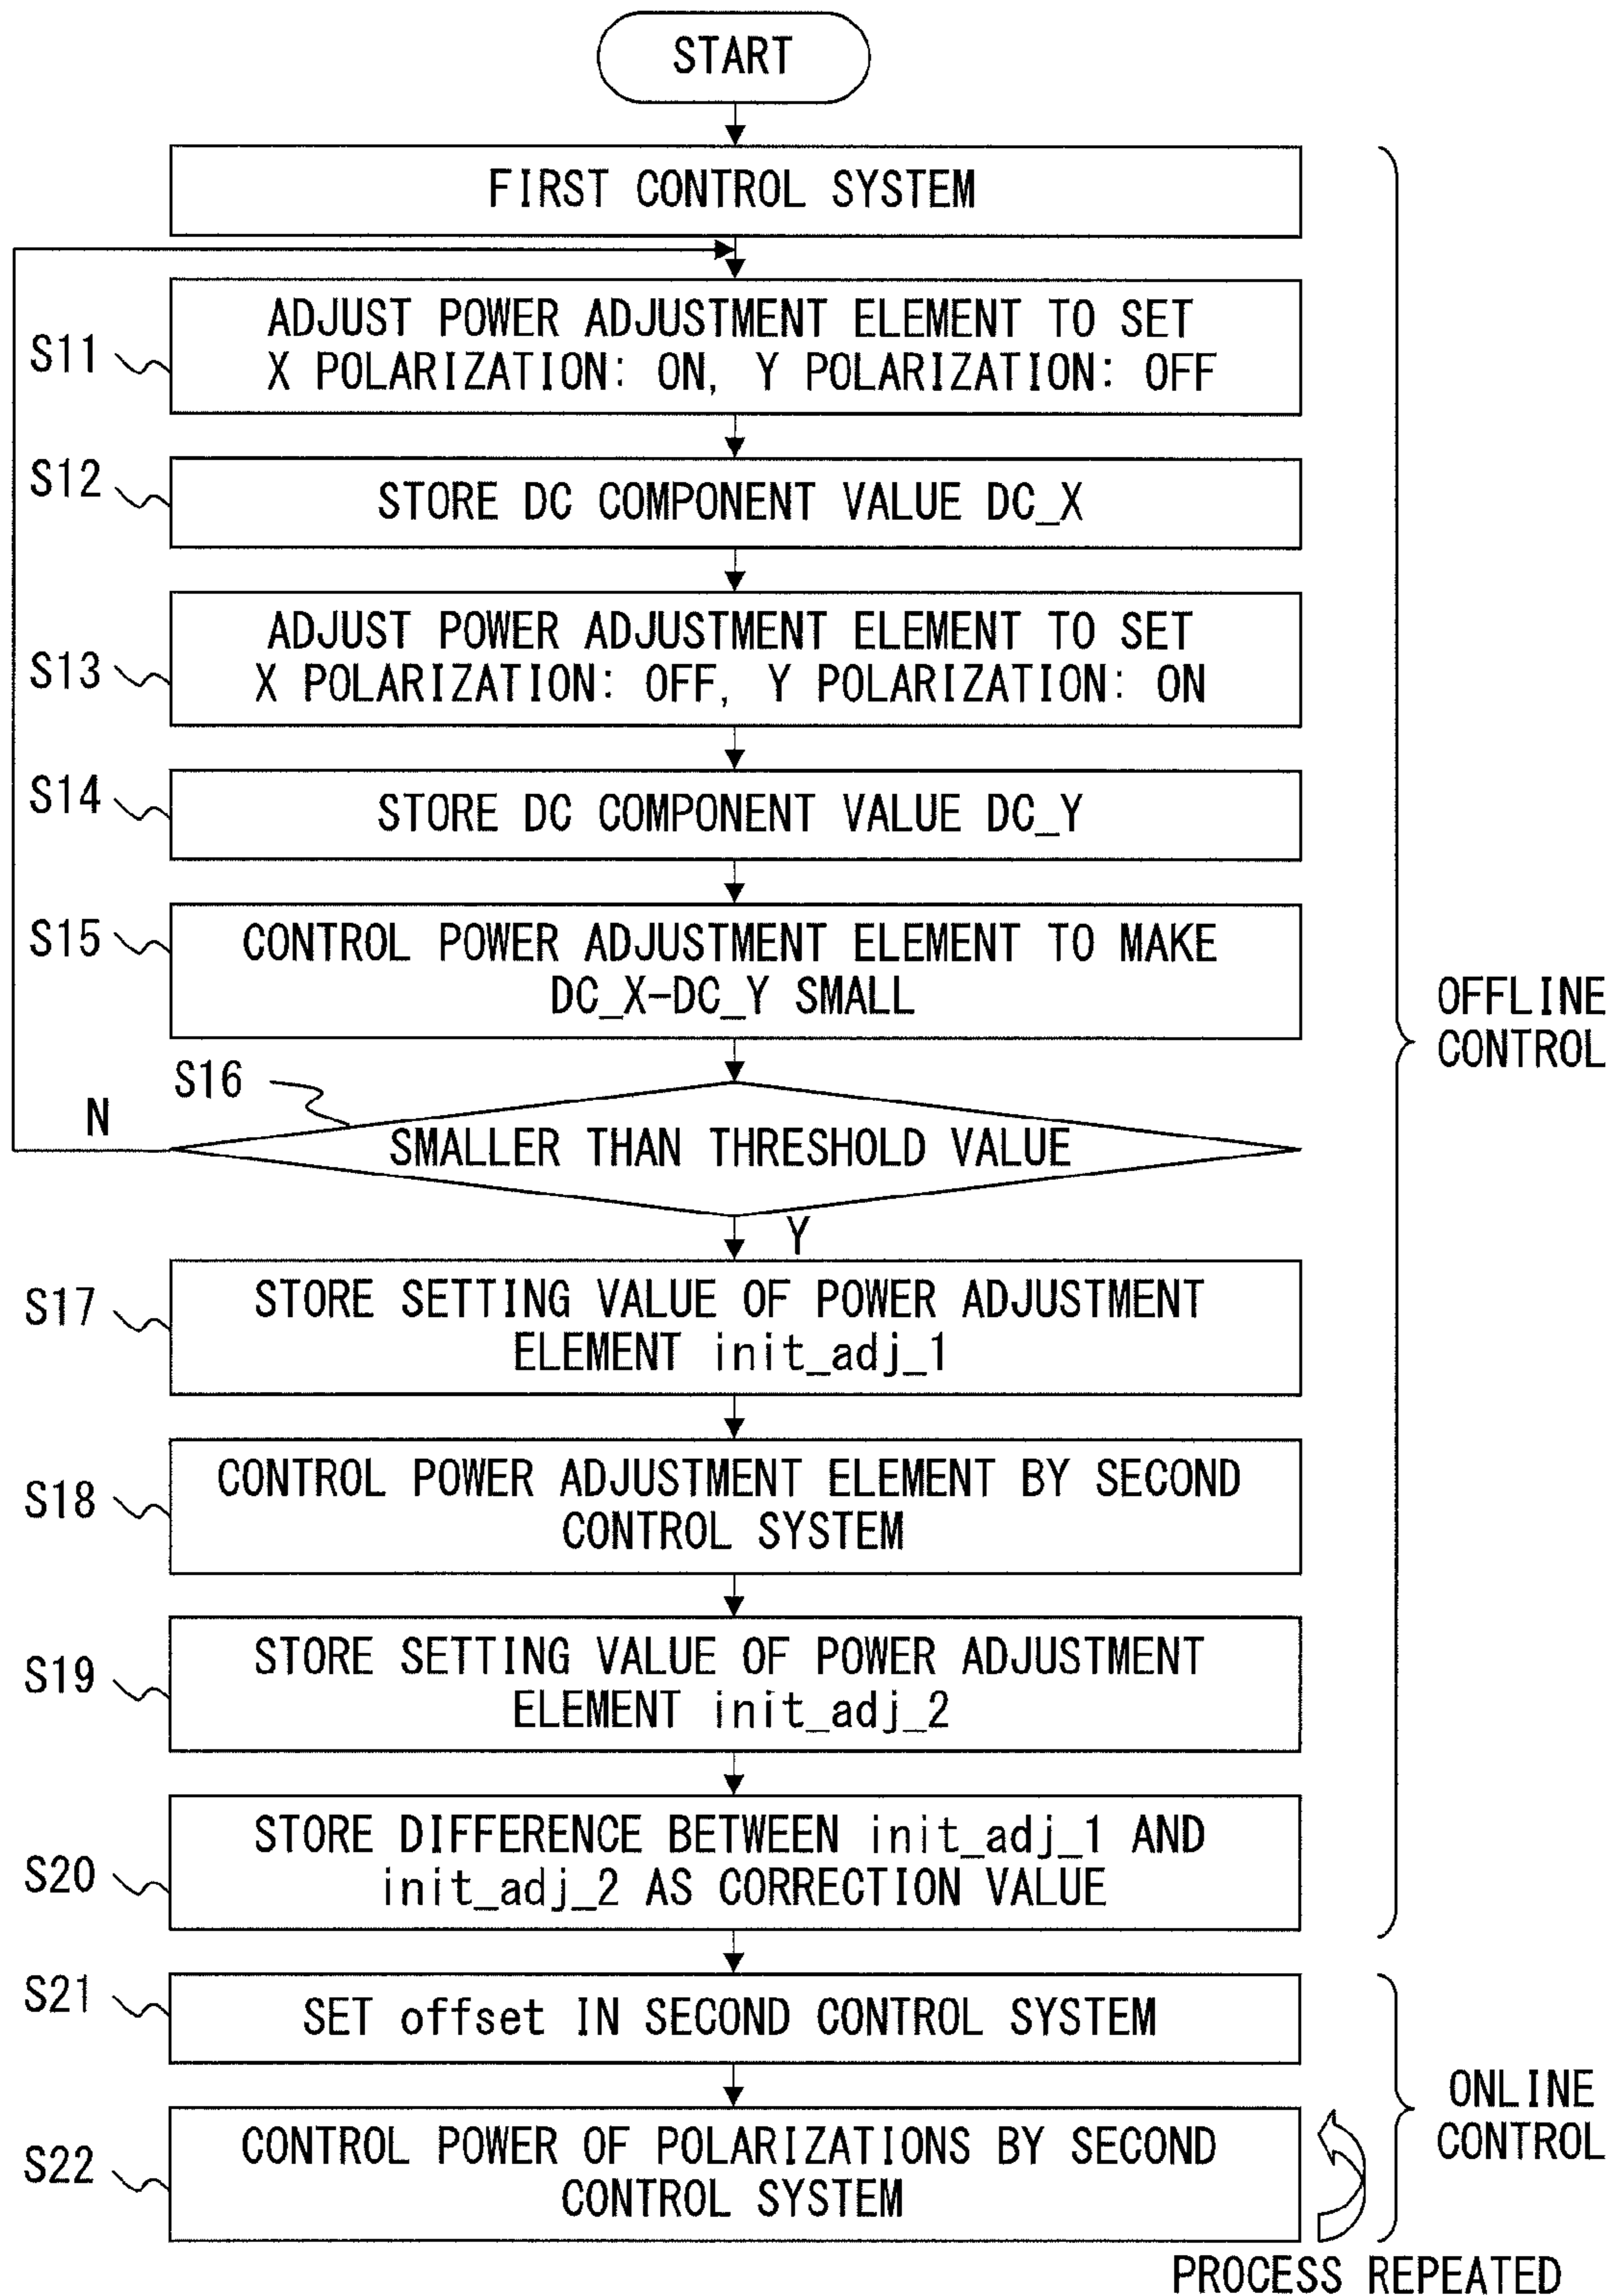 START
FIRST CONTROL SYSTEM
S11
ADJUST POWER ADJUSTMENT ELEMENT TO SET
X POLARIZATION: ON, Y POLARIZATION: OFF
S12
STORE DC COMPONENT VALUE DC_X
S13
ADJUST POWER ADJUSTMENT ELEMENT TO SET
X POLARIZATION: OFF, Y POLARIZATION: ON
S14
STORE DC COMPONENT VALUE DC_Y
S15
CONTROL POWER ADJUSTMENT ELEMENT TO MAKE
DC_X-DC_Y SMALL
OFFLINE
CONTROL
S16
N
SMALLER THAN THRESHOLD VALUE
Y
S17
STORE SETTING VALUE OF POWER ADJUSTMENT
ELEMENT init_adj_1
S18
CONTROL POWER ADJUSTMENT ELEMENT BY SECOND
CONTROL SYSTEM
S19
STORE SETTING VALUE OF POWER ADJUSTMENT
ELEMENT init_adj_2
S20
STORE DIFFERENCE BETWEEN init_adj_1 AND
init_adj_2 AS CORRECTION VALUE
S21
SET offset IN SECOND CONTROL SYSTEM
S22
CONTROL POWER OF POLARIZATIONS BY SECOND
CONTROL SYSTEM
ONLINE
CONTROL
PROCESS REPEATED